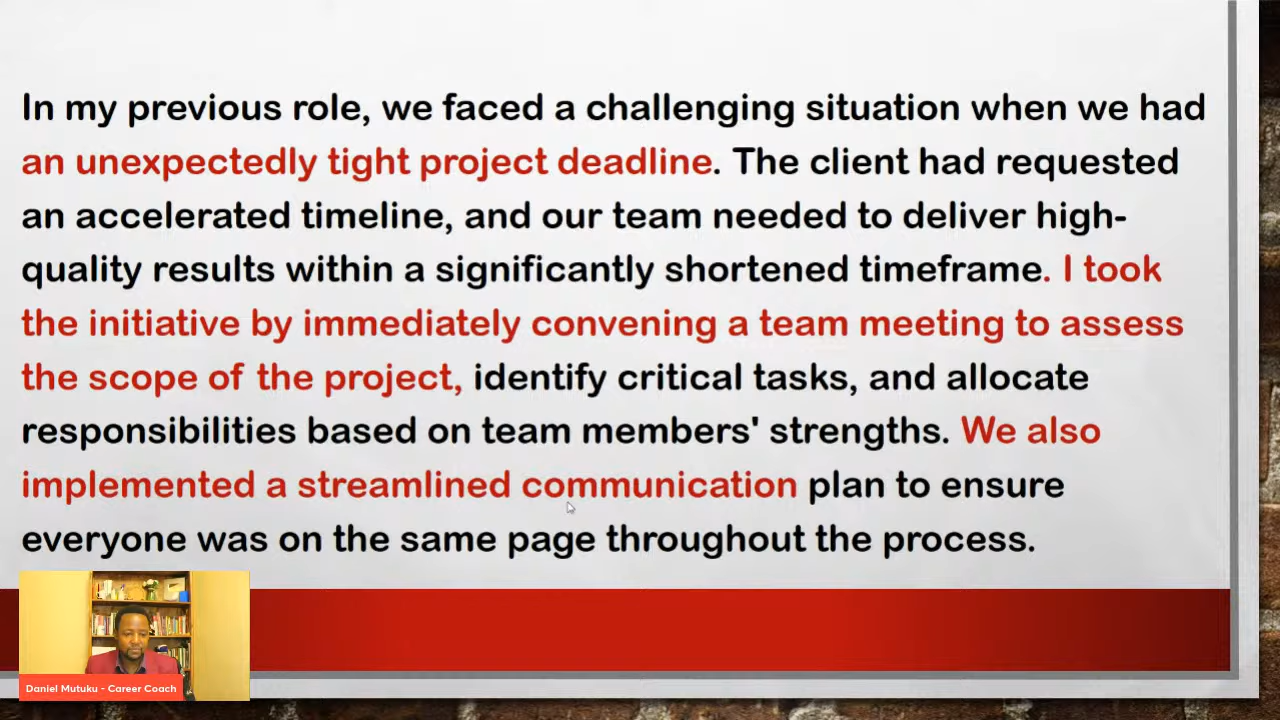 In my previous role, we faced a challenging situation when we had
an unexpectedly tight project deadline. The client had requested
an accelerated timeline, and our team needed to deliver high-
quality results within a significantly shortened timeframe. I took
the initiative by immediately convening a team meeting to assess
the scope of the project, identify critical tasks, and allocate
responsibilities based on team members' strengths. We also
implemented a streamlined communication plan to ensure
everyone was on the same page throughout the process.
Daniel Mutuku - Career Coach